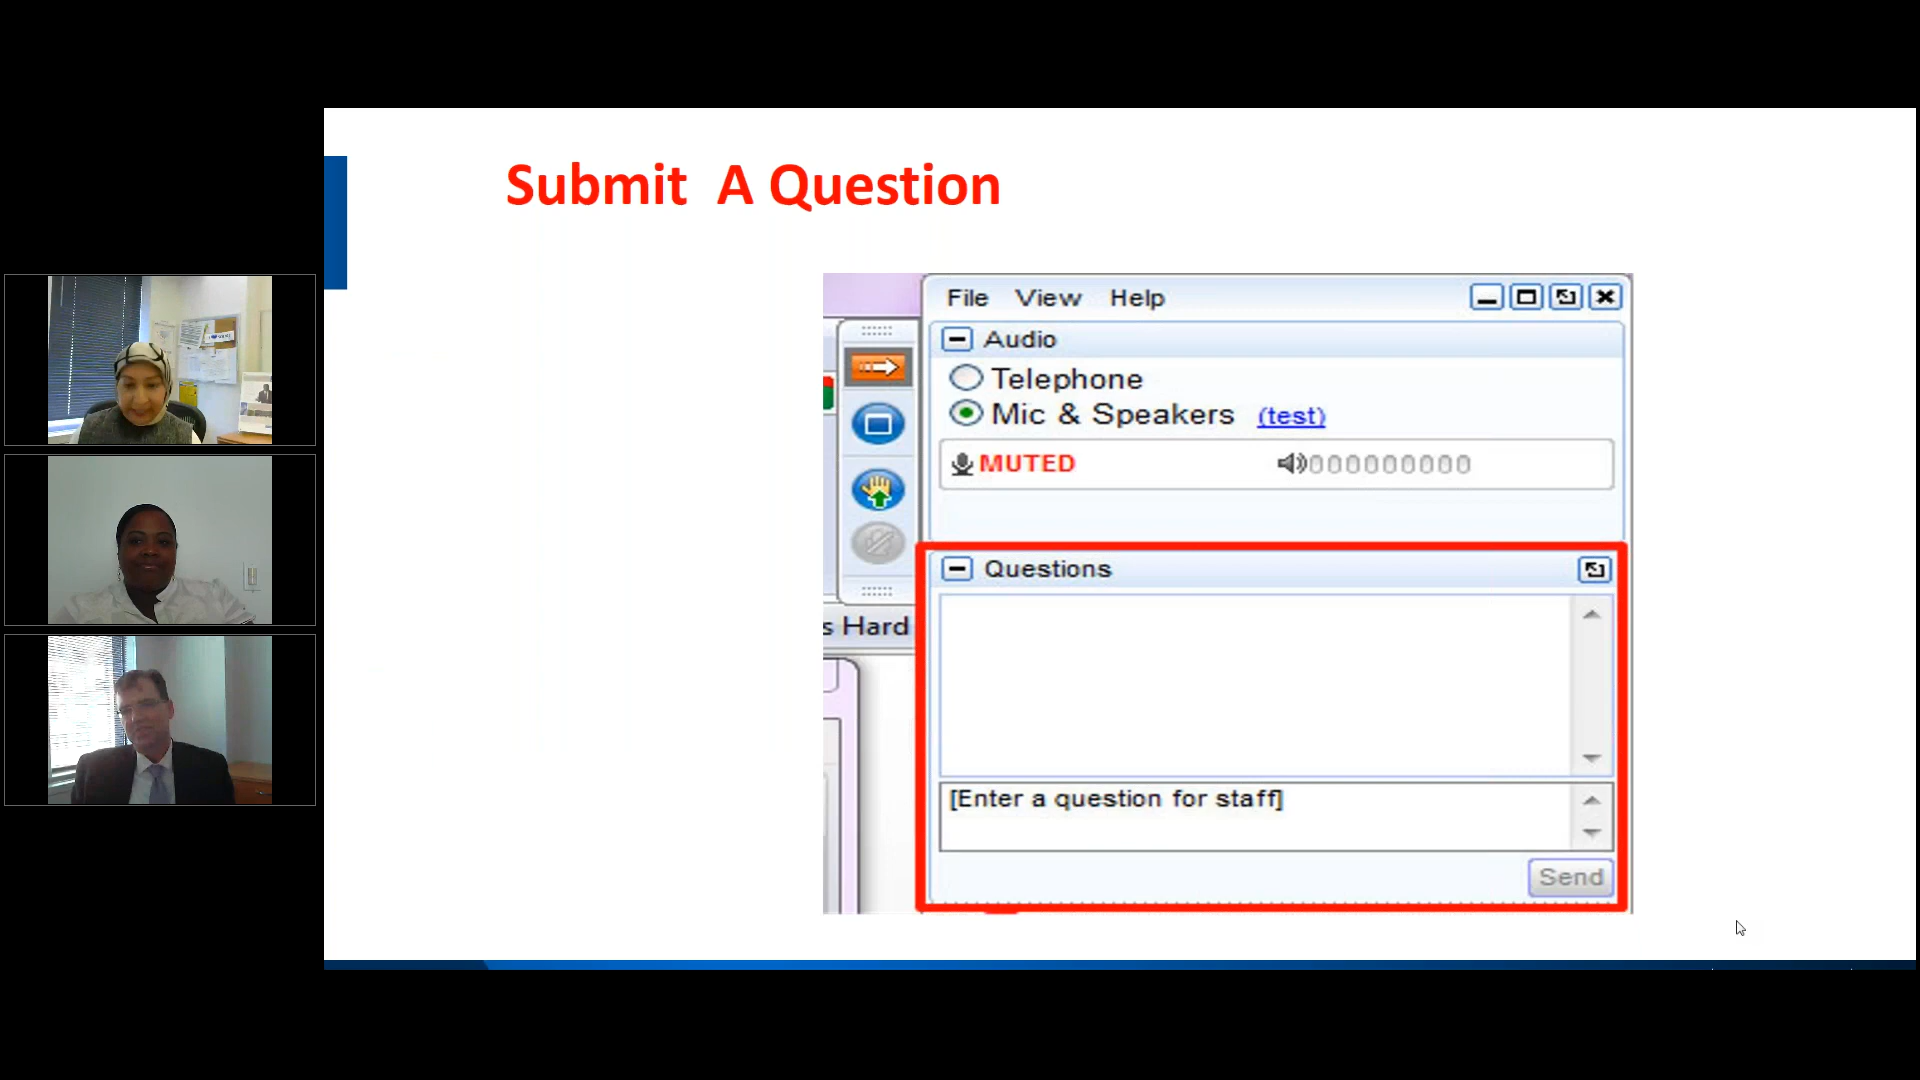 Submit A Question
File View Help
Audio
Telephone
Mic & Speakers (test)
MUTED
Questions
s Hard
[Enter a question for staff]
Send